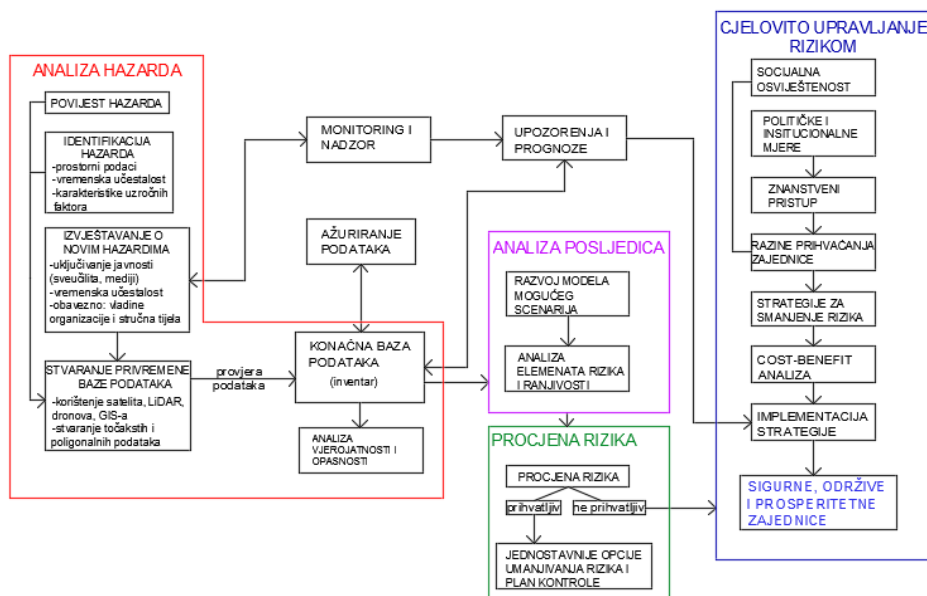 ANALIZA HAZARDA
POVIJEST HAZARDA
IDENTIFIKACIJA
HAZARDA
-prostorni podaci
-vremenska učestalost
-karakteristike uzročnih
faktora
IZVJEŠTAVANJE O
NOVIM HAZARDIMA
-uključivanje javnosti
(sveučilita, mediji)
-vremenska učestalost
-obavezno: vladine
organizacije i stručna tijela
STVARANJE PRIVREMENE
BAZE PODATAKA
-korištenje satelita, LiDAR,
dronova, GIS-a
-stvaranje točakstih i
poligonalnih podataka
provjera
podataka
MONITORING I
NADZOR
AŽURIRANJE
PODATAKA
KONAČNA BAZA
PODATAKA
(inventar)
ANALIZA
VJEROJATNOSTI I
OPASNOSTI
UPOZORENJA I
PROGNOZE
ANALIZA POSLJEDICA
RAZVOJ MODELA
MOGUĆEG
SCENARIJA
ANALIZA
ELEMENATA RIZIKA
I RANJIVOSTI
PROCJENA RIZIKA
PROCJENA RIZIKA
prihvatljiv
ne prihvatljiv
JEDNOSTAVNIJE OPCIJE
UMANJIVANJA RIZIKA I
PLAN KONTROLE
CJELOVITO UPRAVLJANJE
RIZIKOM
SOCIJALNA
OSVIJEŠTENOST
POLITIČKE I
INSITUCIONALNE
MJERE
ZNANSTVENI
PRISTUP
RAZINE PRIHVAĆANJA
ZAJEDNICE
STRATEGIJE ZA
SMANJENJE RIZIKA
COST-BENEFIT
ANALIZA
IMPLEMENTACIJA
STRATEGIJE
SIGURNE, ODRŽIVE
I PROSPERITETNE
ZAJEDNICE